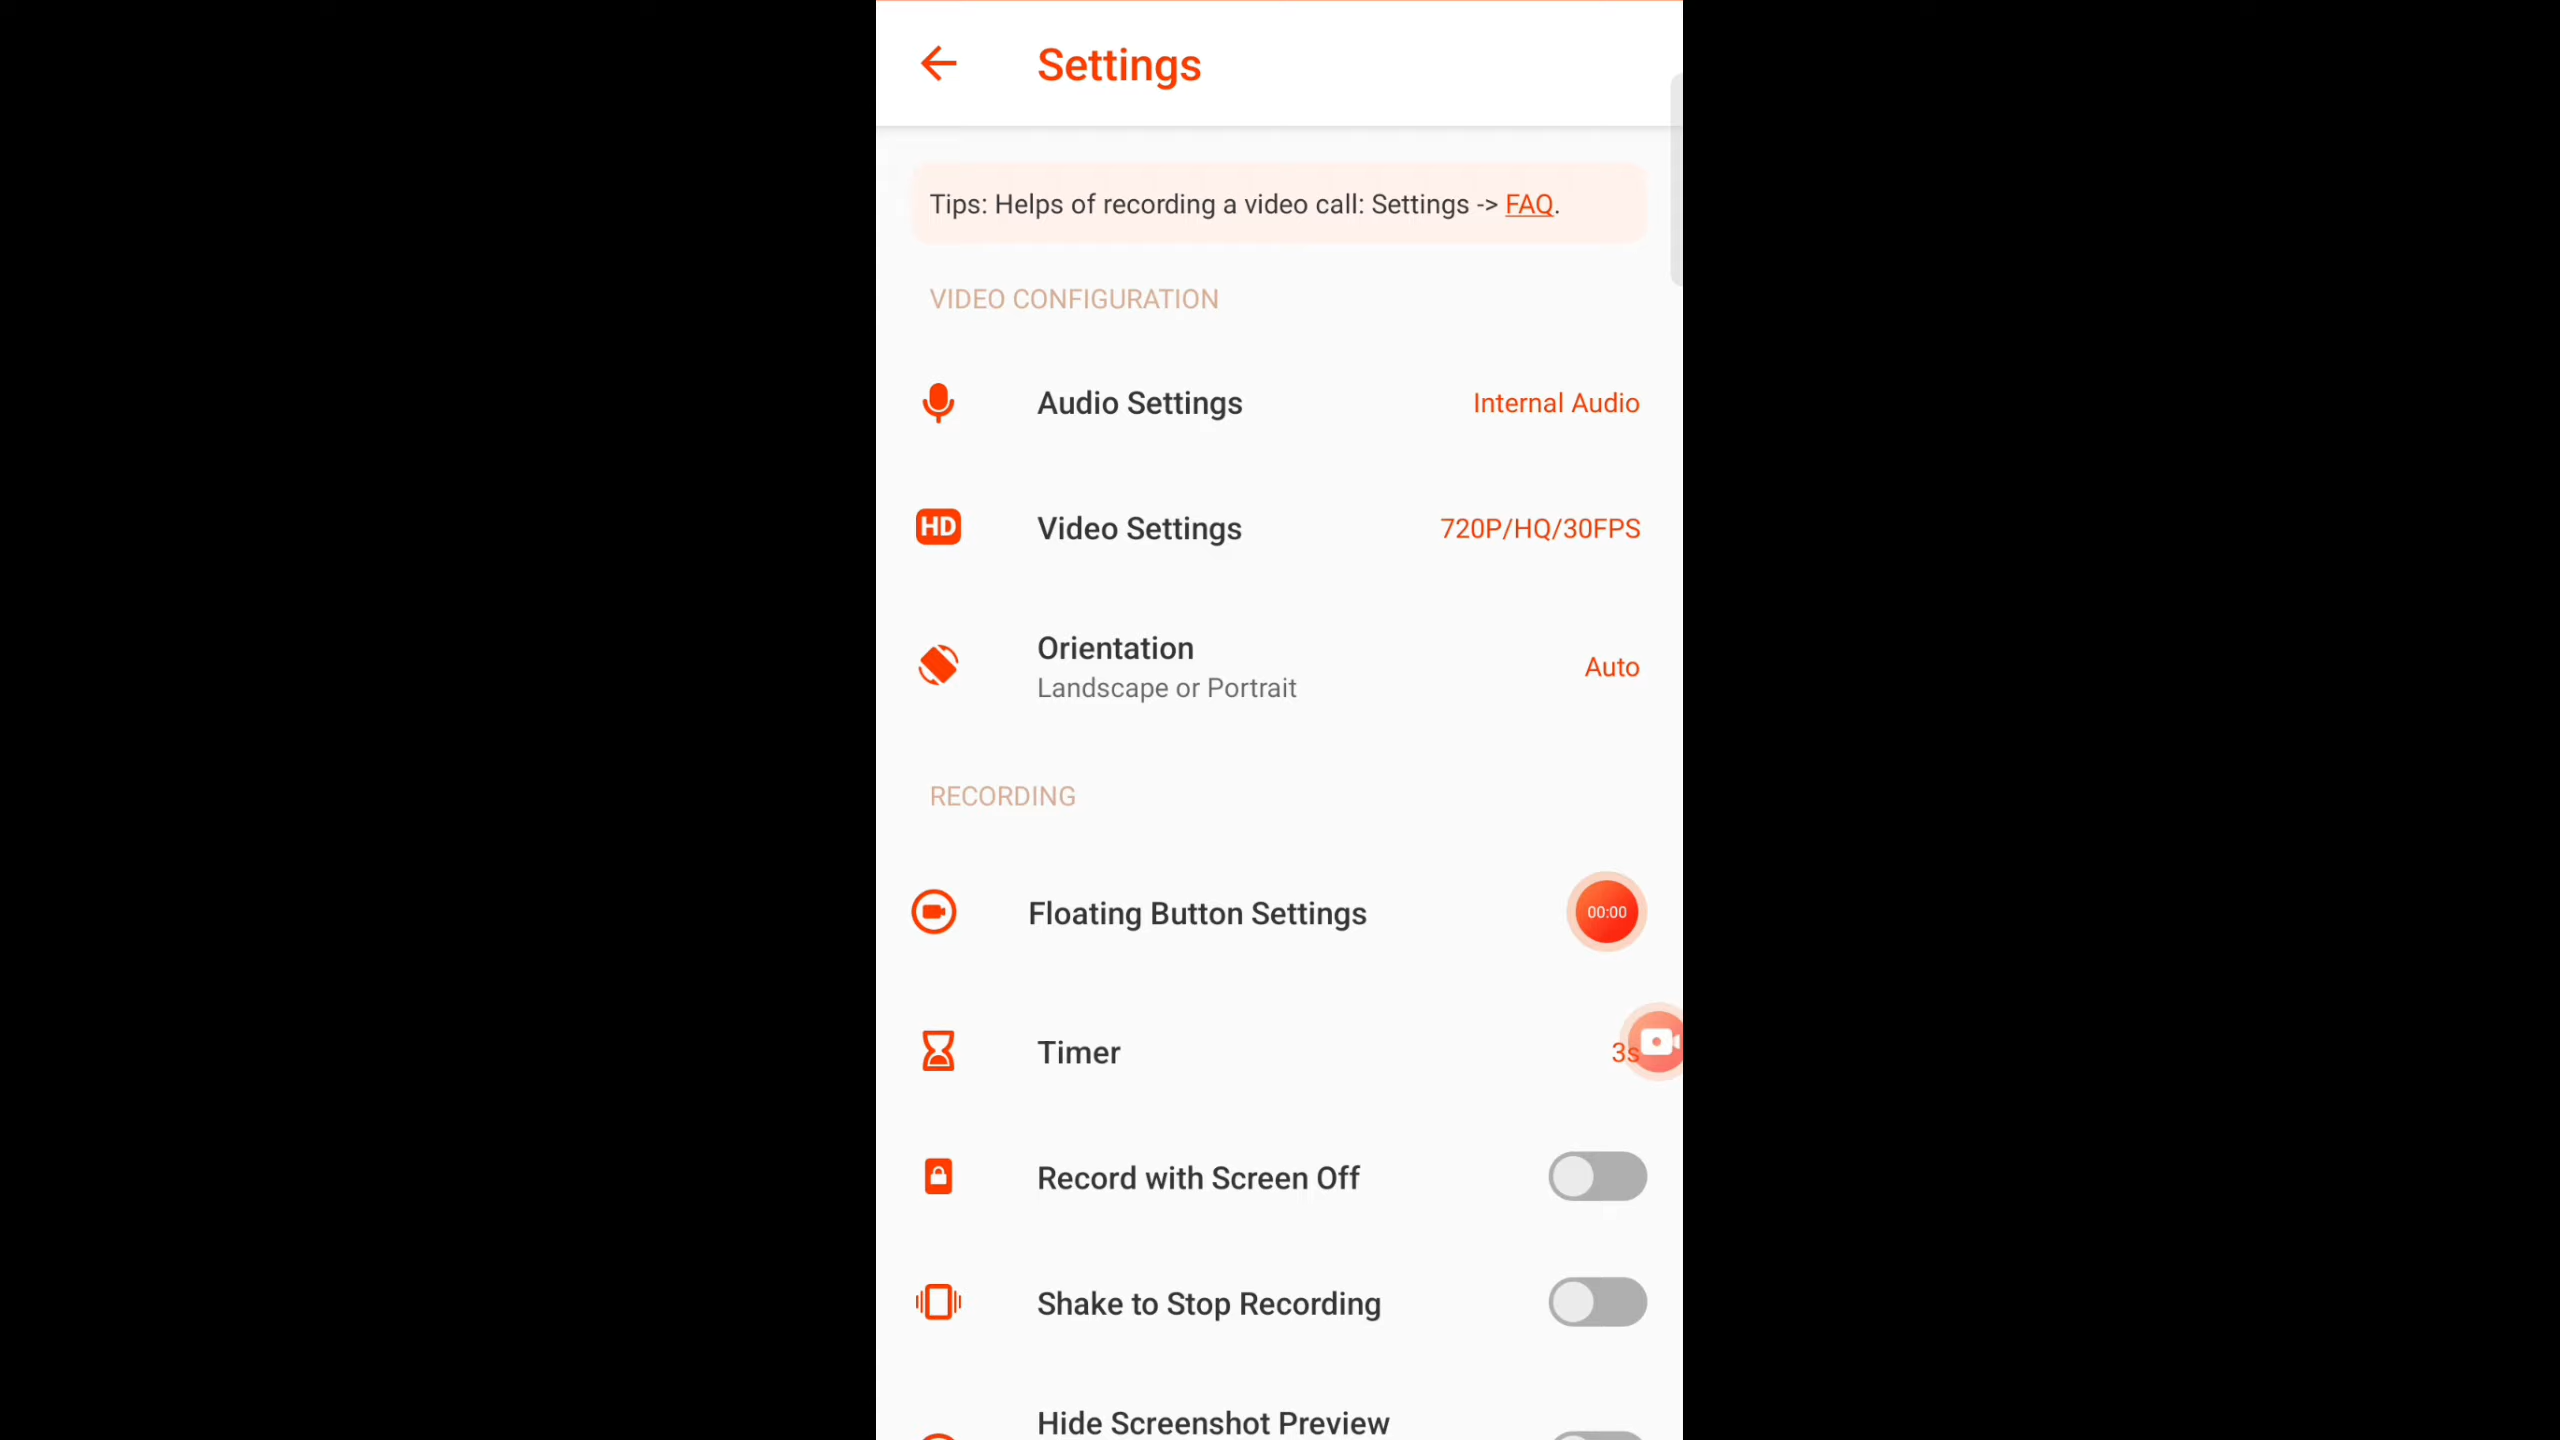 Settings
Tips: Helps of recording a video call: Settings -> FAQ.
VIDEO CONFIGURATION
Audio Settings Internal Audio
HD Video Settings 720P/HQ/30FPS
Orientation
Landscape or Portrait Auto
RECORDING
Floating Button Settings 00:00
Timer 3s
Record with Screen Off
Shake to Stop Recording
Hide Screenshot Preview